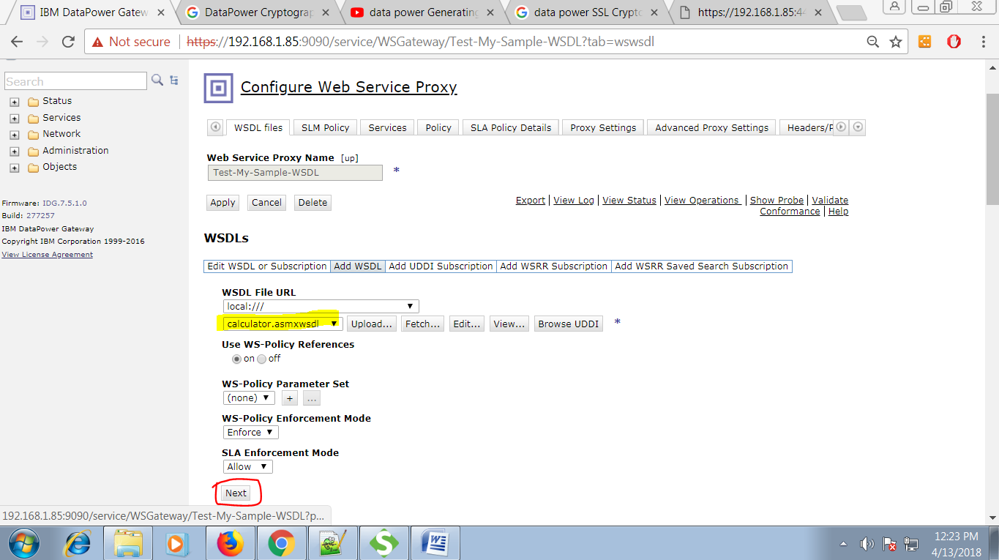 IBM DataPower Gatew
DataPower Cryptogra
data power Generating
data power SSL Crypto
https://192.168.1.85:44
Not secure https://192.168.1.85:9090/service/WSGateway/Test-My-Sample-WSDL?tab=wswsdl
Search
Status
Services
Network
Administration
Objects
Firmware: IDG.7.5.1.0
Build: 277257
IBM DataPower Gateway
Copyright IBM Corporation 1999-2016
View License Agreement
Configure Web Service Proxy
WSDL files SLM Policy Services Policy SLA Policy Details Proxy Settings Advanced Proxy Settings Headers/P
Web Service Proxy Name [up]
Test-My-Sample-WSDL *
Apply Cancel Delete
Export | View Log | View Status | View Operations | Show Probe | Validate
Conformance | Help
WSDLs
Edit WSDL or Subscription Add WSDL Add UDDI Subscription Add WSRR Subscription Add WSRR Saved Search Subscription
WSDL File URL
local:///
calculator.asmxwsdl Upload... Fetch... Edit... View... Browse UDDI *
Use WS-Policy References
on off
WS-Policy Parameter Set
(none) + ...
WS-Policy Enforcement Mode
Enforce
SLA Enforcement Mode
Allow
Next
192.168.1.85:9090/service/WSGateway/Test-My-Sample-WSDL?p...
12:23 PM
4/13/2018